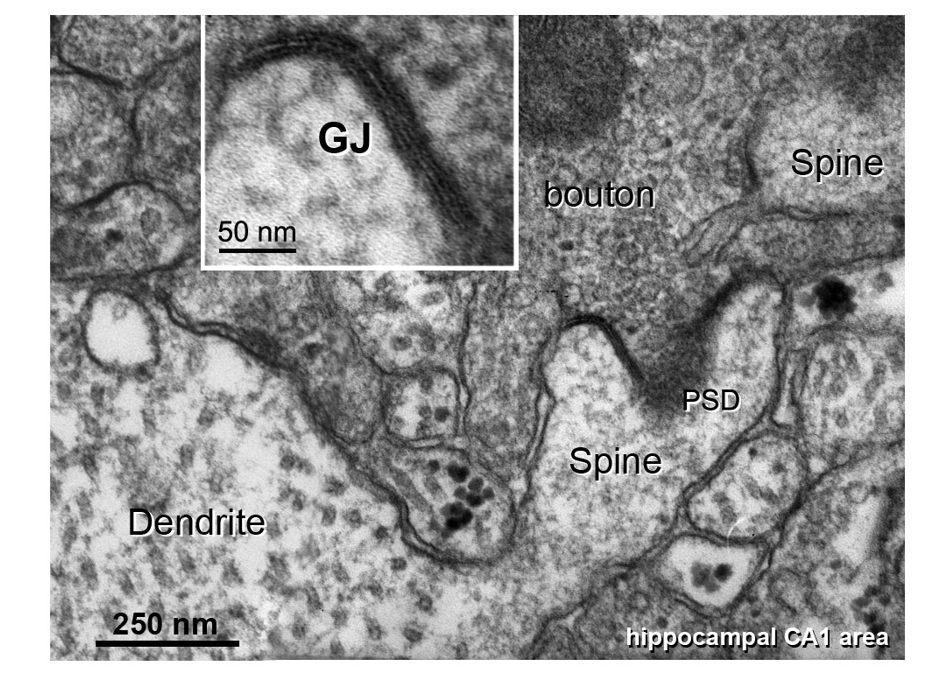 GJ
50 nm
bouton
Spine
PSD
Spine
Dendrite
250 nm
hippocampal CA1 area